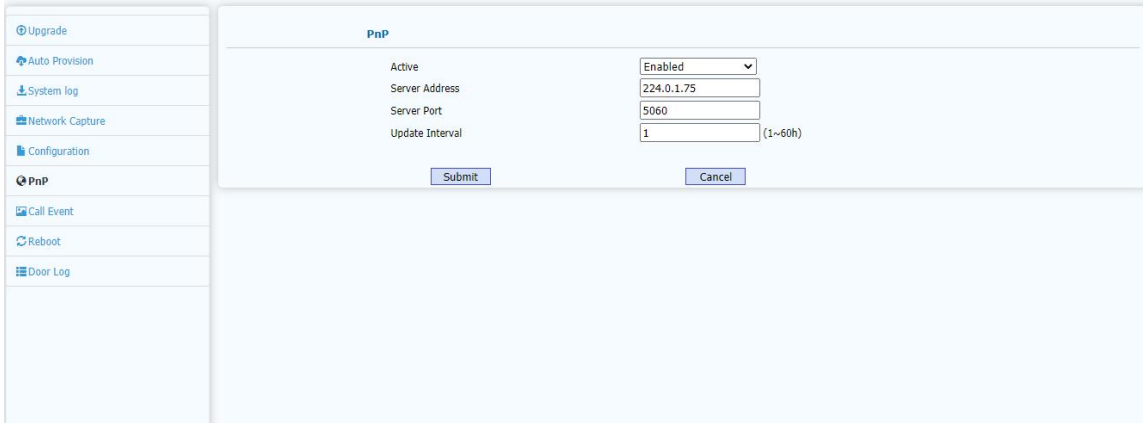 Upgrade
Auto Provision
System log
Network Capture
Configuration
PnP
Call Event
Reboot
Door Log
PnP
Active Enabled
Server Address 224.0.1.75
Server Port 5060
Update Interval 1 (1~60h)
Submit Cancel